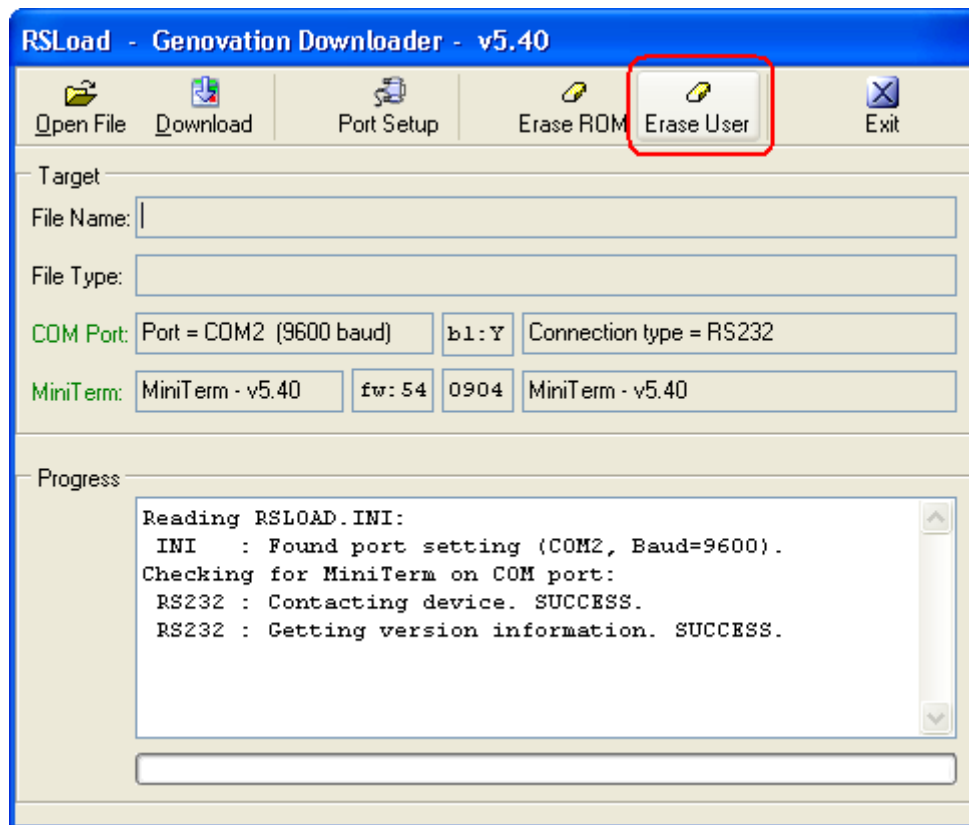 RSLoad - Genovation Downloader - v5.40
Open File Download Port Setup Erase ROM Erase User Exit
Target
File Name:
File Type:
COM Port: Port = COM2 (9600 baud) bl:Y Connection type = RS232
MiniTerm: MiniTerm - v5.40 fw:54 0904 MiniTerm - v5.40
Progress
Reading RSLOAD.INI:
INI : Found port setting (COM2, Baud=9600).
Checking for MiniTerm on COM port:
RS232 : Contacting device. SUCCESS.
RS232 : Getting version information. SUCCESS.